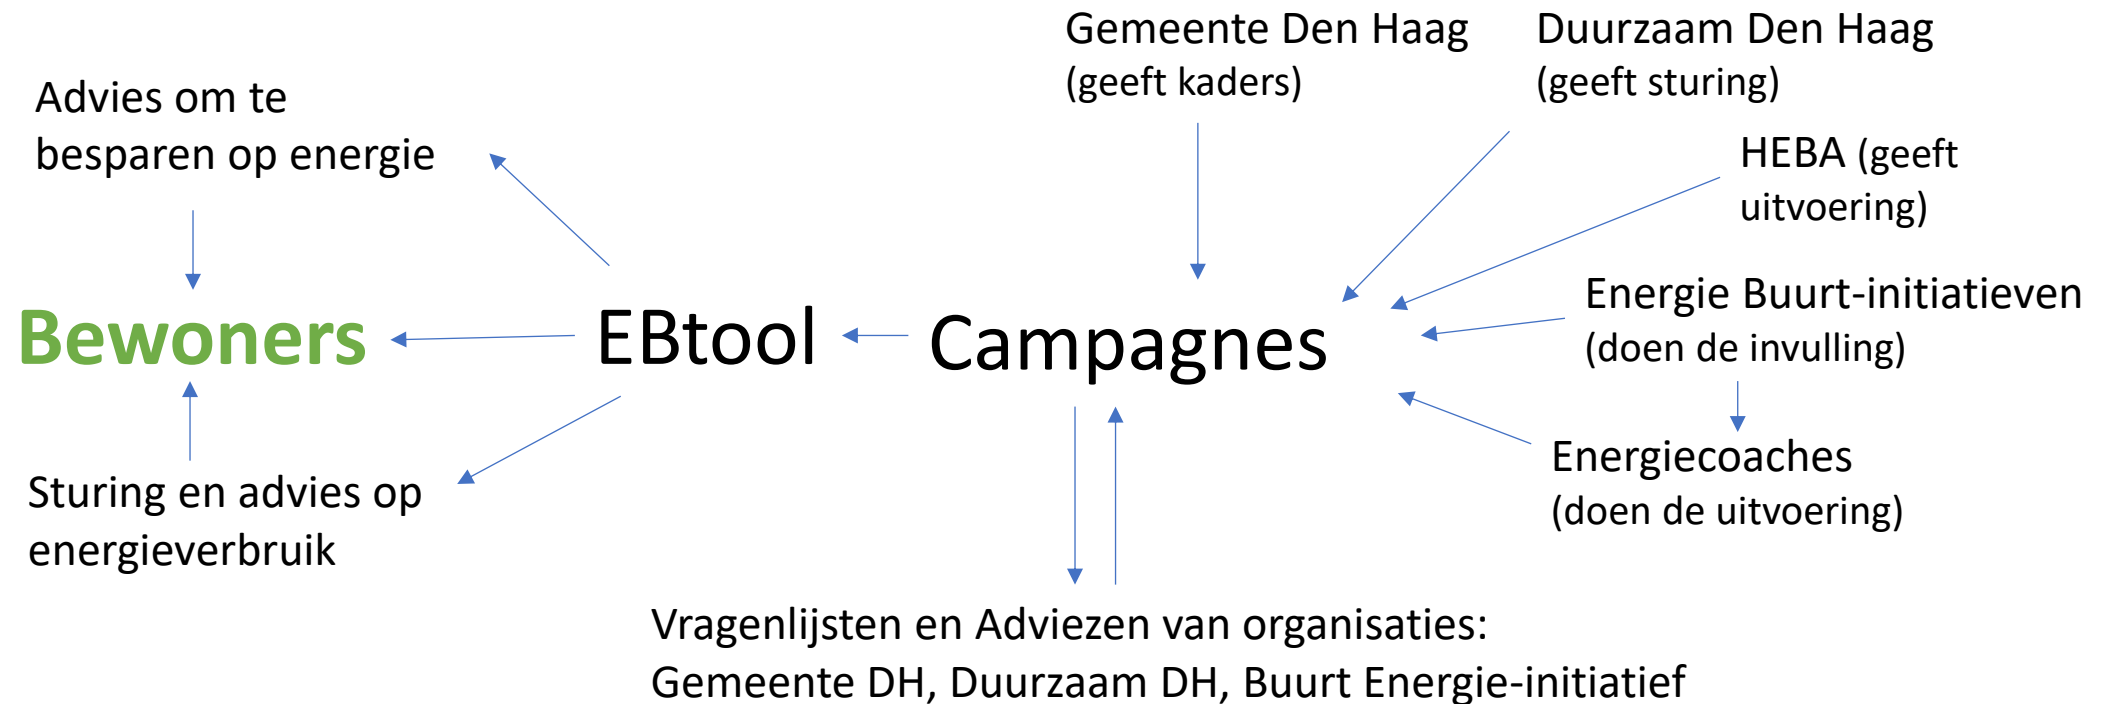 Gemeente Den Haag
(geeft kaders)
Duurzaam Den Haag
(geeft sturing)
Advies om te
besparen op energie
HEBA (geeft
uitvoering)
Bewoners
EBtool
Campagnes
Energie Buurt-initiatieven
(doen de invulling)
Energiecoaches
(doen de uitvoering)
Sturing en advies op
energieverbruik
Vragenlijsten en Adviezen van organisaties:
Gemeente DH, Duurzaam DH, Buurt Energie-initiatief